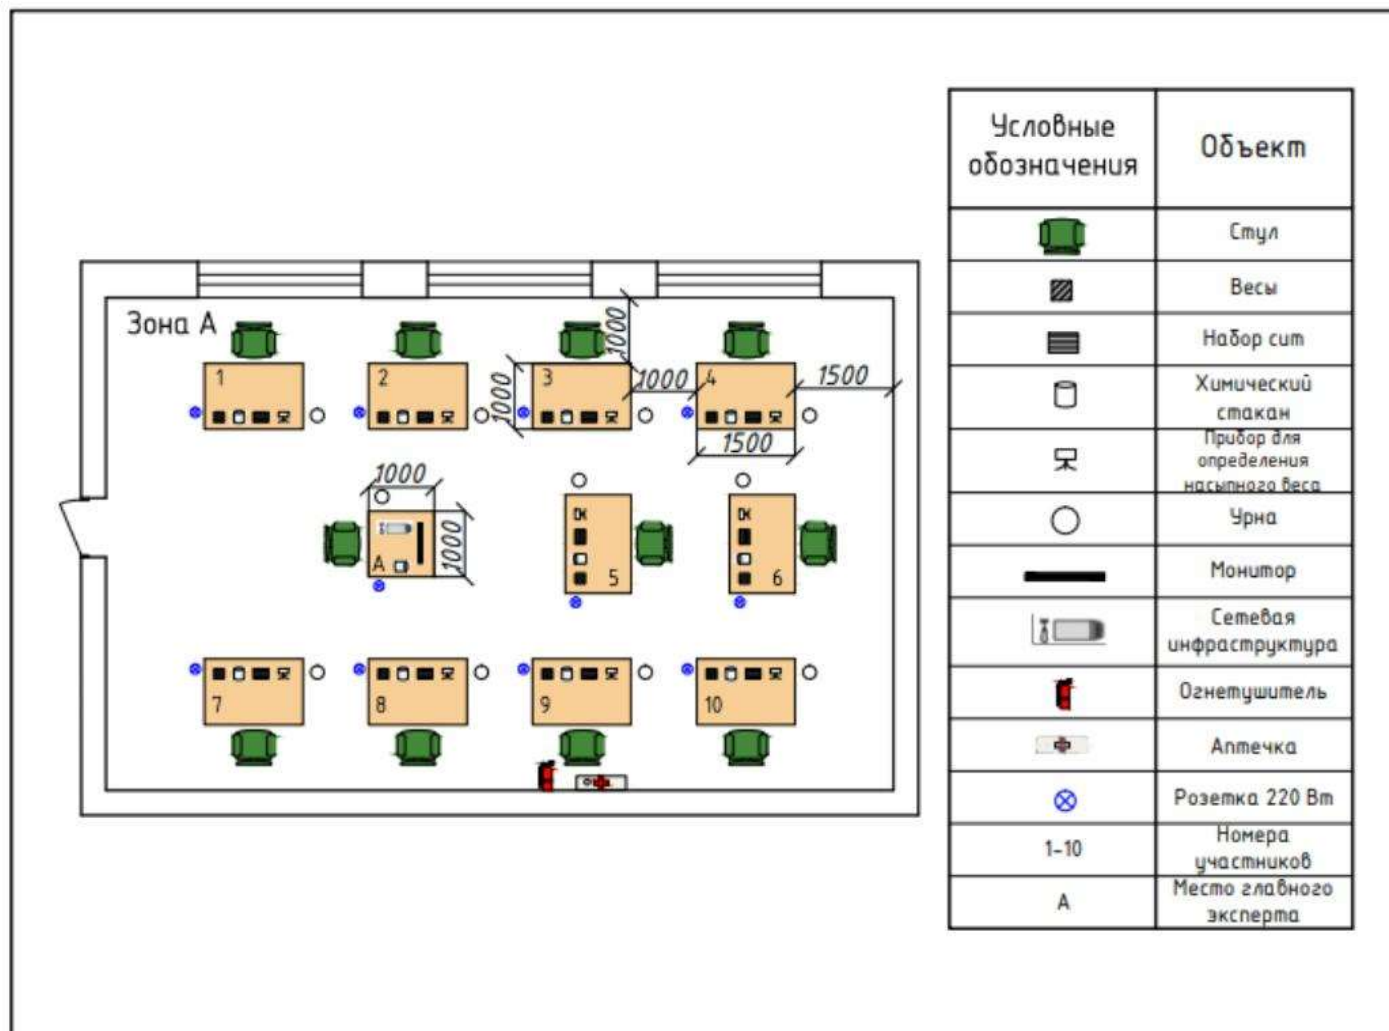 Условные
обозначения
Объект
Стул
Весы
Набор сит
Химический
стакан
Прибор для
определения
насыпного веса
Урна
Монитор
Сетевая
инфраструктура
Огнетушитель
Аптечка
Розетка 220 Вт
1-10
Номера
участников
А
Место главного
эксперта
Зона А
1
2
3
4
1000
1000
1000
1500
1500
1000
1000
А
5
6
7
8
9
10